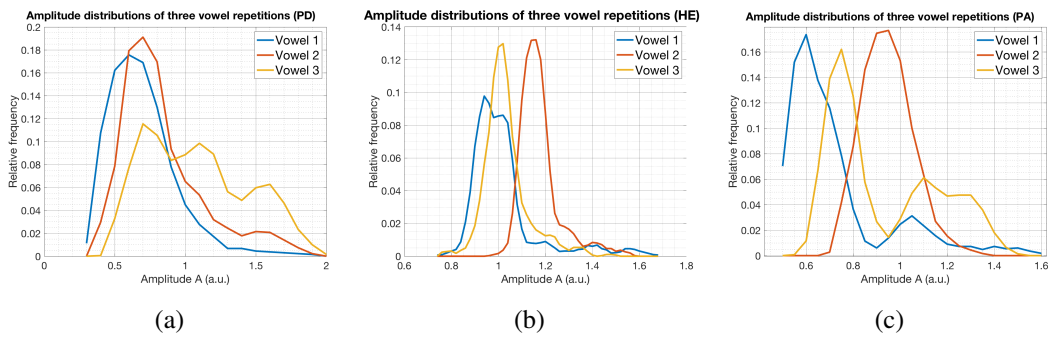 Amplitude distributions of three vowel repetitions (PD)
0.2
0.18
0.16
0.14
0.12
0.1
0.08
0.06
0.04
0.02
0
Relative frequency
Vowel 1
Vowel 2
Vowel 3
0
0.5
1
1.5
2
Amplitude A (a.u.)
(a)
Amplitude distributions of three vowel repetitions (HE)
0.14
0.12
0.1
0.08
0.06
0.04
0.02
0
Relative frequency
Vowel 1
Vowel 2
Vowel 3
0.6
0.8
1.0
1.2
1.4
1.6
1.8
Amplitude A (a.u.)
(b)
Amplitude distributions of three vowel repetitions (PA)
0.18
0.16
0.14
0.12
0.1
0.08
0.06
0.04
0.02
0
Relative frequency
Vowel 1
Vowel 2
Vowel 3
0.4
0.6
0.8
1
1.2
1.4
1.6
Amplitude A (a.u.)
(c)